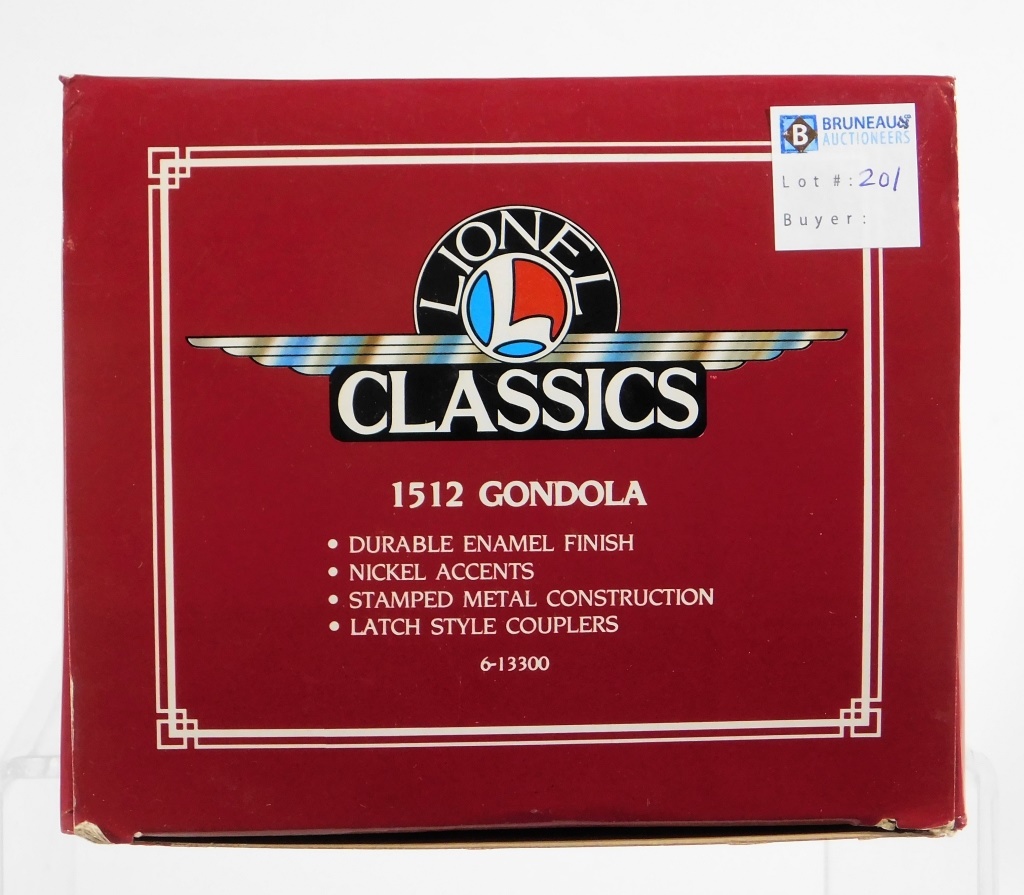 B BRUNEAU&Co
AUCTIONEERS
Lot #: 201
Buyer:
LIONEL
L
CLASSICS
1512 GONDOLA
• DURABLE ENAMEL FINISH
• NICKEL ACCENTS
• STAMPED METAL CONSTRUCTION
• LATCH STYLE COUPLERS
6-13300